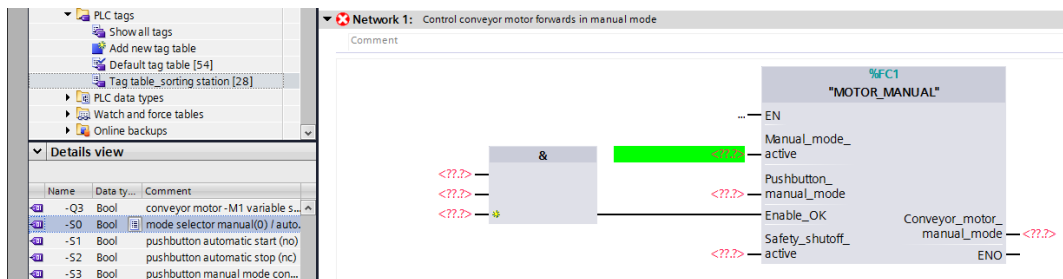 PLC tags
Show all tags
Add new tag table
Default tag table [54]
Tag table_sorting station [28]
PLC data types
Watch and force tables
Online backups
Details view
Name Data ty... Comment
-Q3 Bool conveyor motor -M1 variable s...
-S0 Bool mode selector manual(0) / auto...
-S1 Bool pushbutton automatic start (no)
-S2 Bool pushbutton automatic stop (nc)
-S3 Bool pushbutton manual mode con...
Network 1: Control conveyor motor forwards in manual mode
Comment
%FC1
"MOTOR_MANUAL"
... EN
<??.?> Manual_mode_
active
&
<??.?>
<??.?>
<??.?>
Pushbutton_
<??.?> manual_mode
Enable_OK
Safety_shutoff_
<??.?> active
Conveyor_motor_
manual_mode <??.?>
ENO